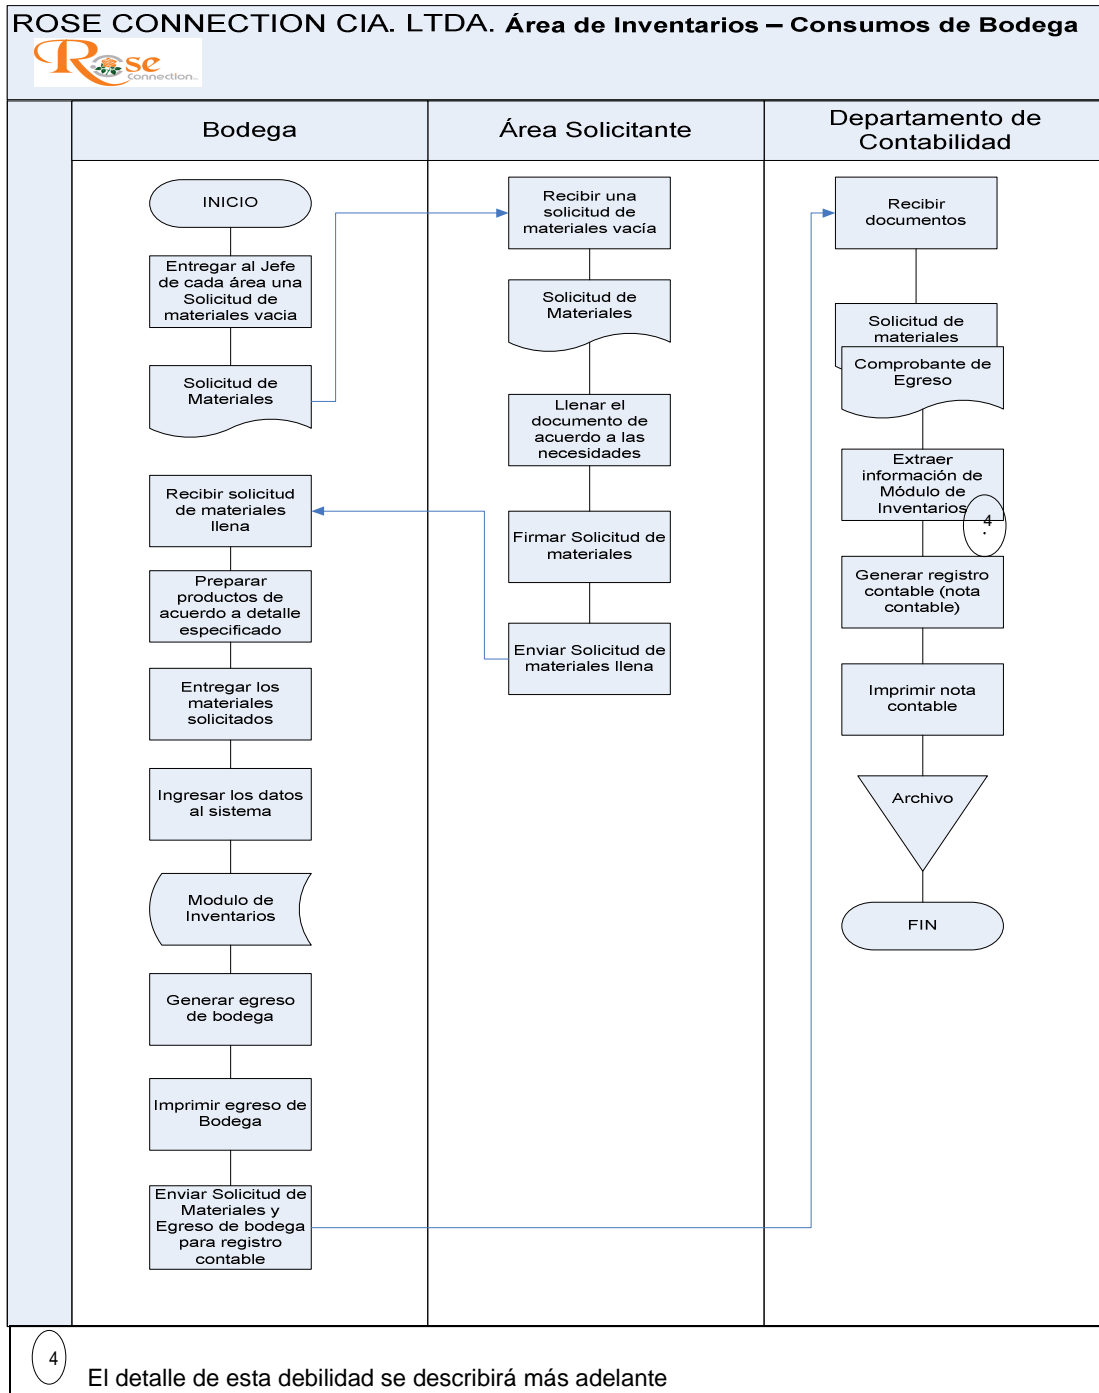 ROSE CONNECTION CIA. LTDA. Área de Inventarios – Consumos de Bodega
Rose
Connection
Bodega
Área Solicitante
Departamento de
Contabilidad
INICIO
Entregar al Jefe
de cada área una
Solicitud de
materiales vacia
Solicitud de
Materiales
Recibir solicitud
de materiales
llena
Preparar
productos de
acuerdo a detalle
especificado
Entregar los
materiales
solicitados
Ingresar los datos
al sistema
Modulo de
Inventarios
Generar egreso
de bodega
Imprimir egreso de
Bodega
Enviar Solicitud de
Materiales y
Egreso de bodega
para registro
contable
Recibir una
solicitud de
materiales vacía
Solicitud de
Materiales
Llenar el
documento de
acuerdo a las
necesidades
Firmar Solicitud de
materiales
Enviar Solicitud de
materiales llena
Recibir
documentos
Solicitud de
materiales
Comprobante de
Egreso
Extraer
información de
Módulo de
Inventarios
4
.
Generar registro
contable (nota
contable)
Imprimir nota
contable
Archivo
FIN
4
El detalle de esta debilidad se describirá más adelante